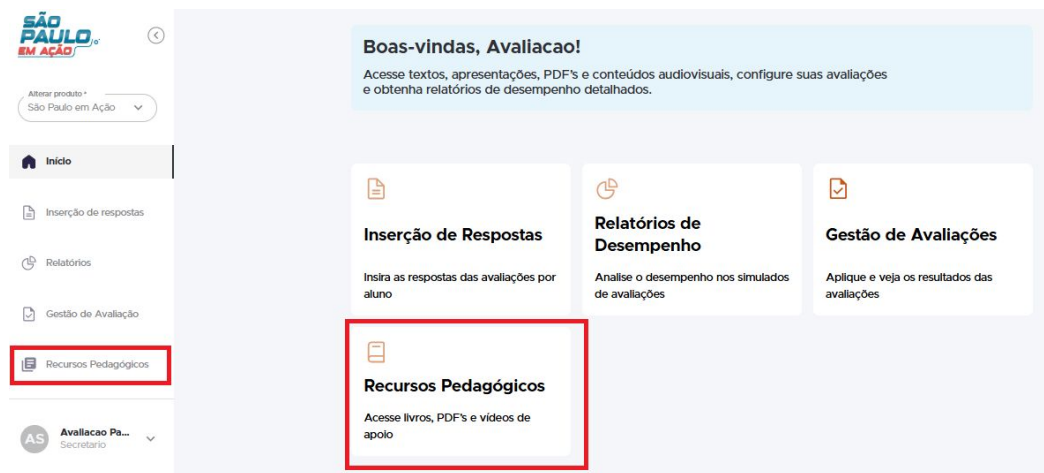 SÃO
PAULO
EM AÇÃO
Alterar produto *
São Paulo em Ação
Início
Inserção de respostas
Relatórios
Gestão de Avaliação
Recursos Pedagógicos
AS
Avaliacao Pa...
Secretario
Boas-vindas, Avaliacao!
Acesse textos, apresentações, PDF's e conteúdos audiovisuais, configure suas avaliações
e obtenha relatórios de desempenho detalhados.
Inserção de Respostas
Insira as respostas das avaliações por
aluno
Relatórios de
Desempenho
Analise o desempenho nos simulados
de avaliações
Gestão de Avaliações
Aplique e veja os resultados das
avaliações
Recursos Pedagógicos
Acesse livros, PDF's e vídeos de
apoio